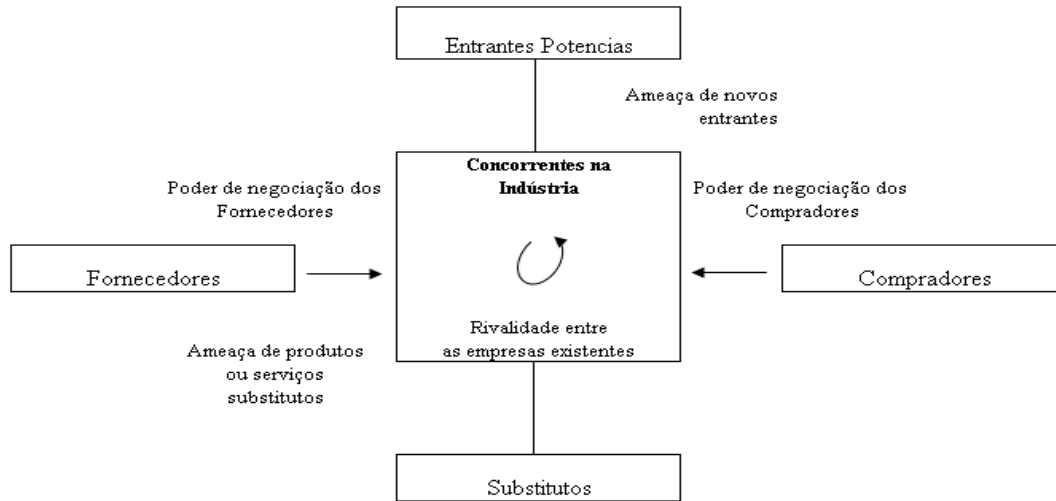 Entrantes Potencias
Ameaça de novos
entrantes
Concorrentes na
Indústria
Poder de negociação dos
Fornecedores
Poder de negociação dos
Compradores
Fornecedores
Compradores
Rivalidade entre
as empresas existentes
Ameaça de produtos
ou serviços
substitutos
Substitutos